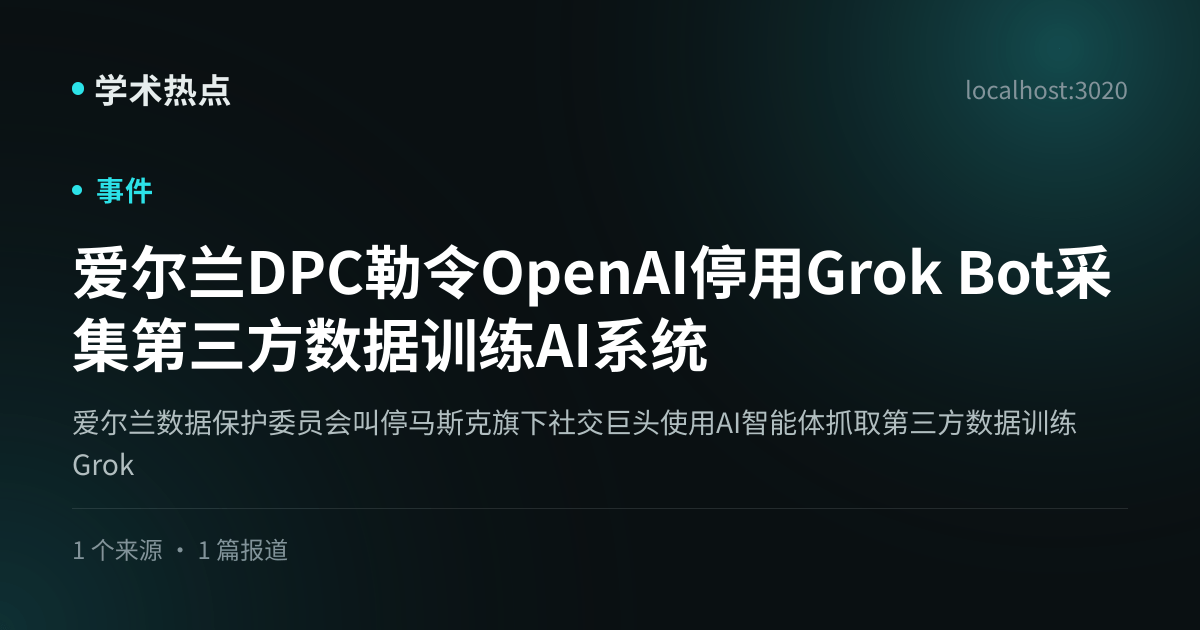 学术热点
localhost:3020
事件
爱尔兰DPC勒令OpenAI停用Grok Bot采
集第三方数据训练AI系统
爱尔兰数据保护委员会叫停马斯克旗下社交巨头使用AI智能体抓取第三方数据训练
Grok
1 个来源 · 1 篇报道